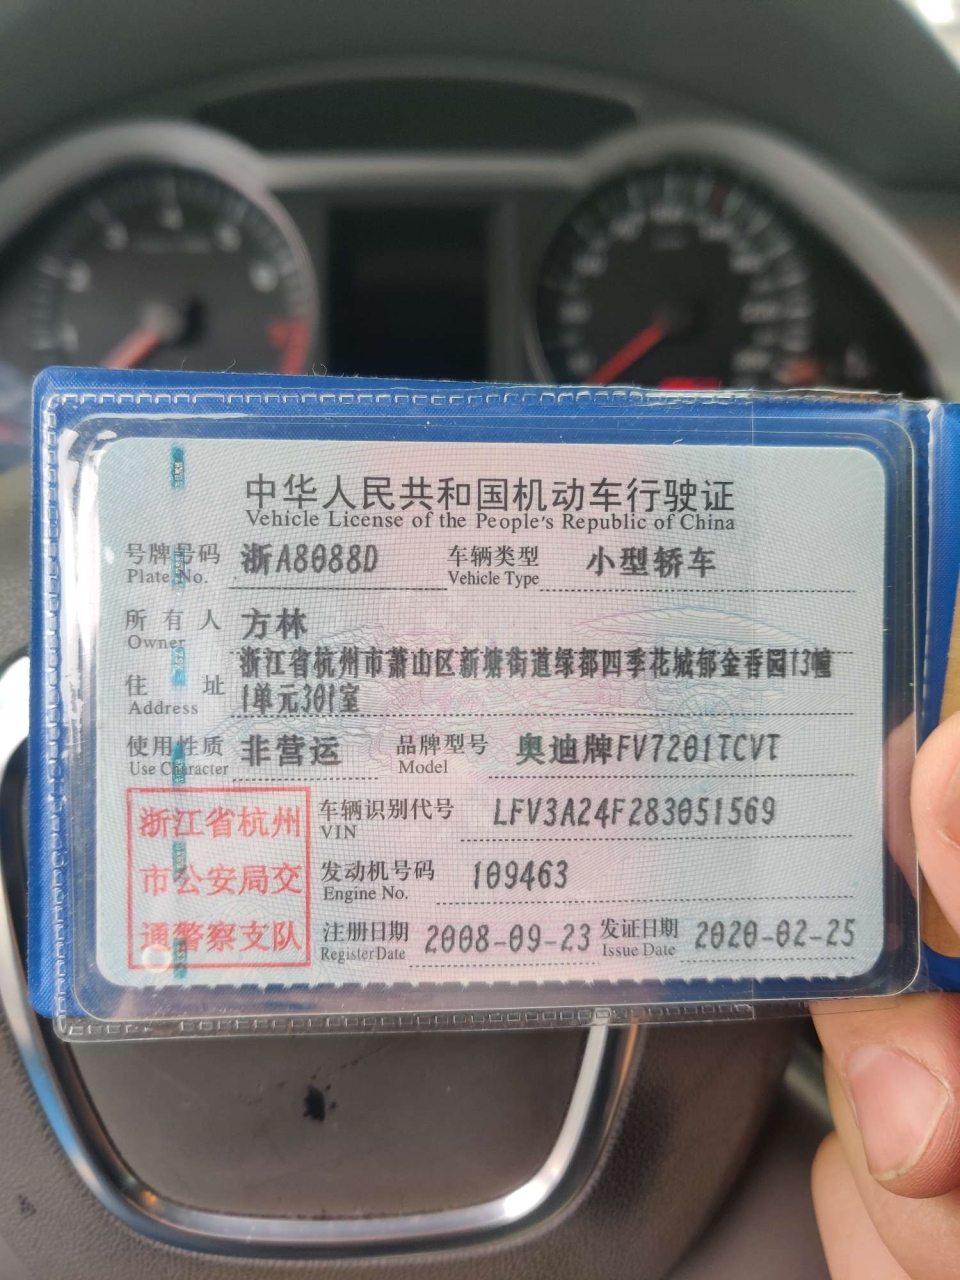 中华人民共和国机动车行驶证
Vehicle License of the People's Republic of China
号牌号码 浙A8088D 车辆类型 小型轿车
Plate No. Vehicle Type
所有人 方林
Owner
浙江省杭州市萧山区新塘街道绿都四季花城郁金香园13幢
住址 1单元301室
Address
使用性质 非营运 品牌型号 奥迪牌FV7201TCVT
Use Character Model
浙江省杭州 车辆识别代号 LFV3A24F283051569
VIN
市公安局交 发动机号码 109463
Engine No.
通警察支队 注册日期 2008-09-23 发证日期 2020-02-25
Register Date Issue Date